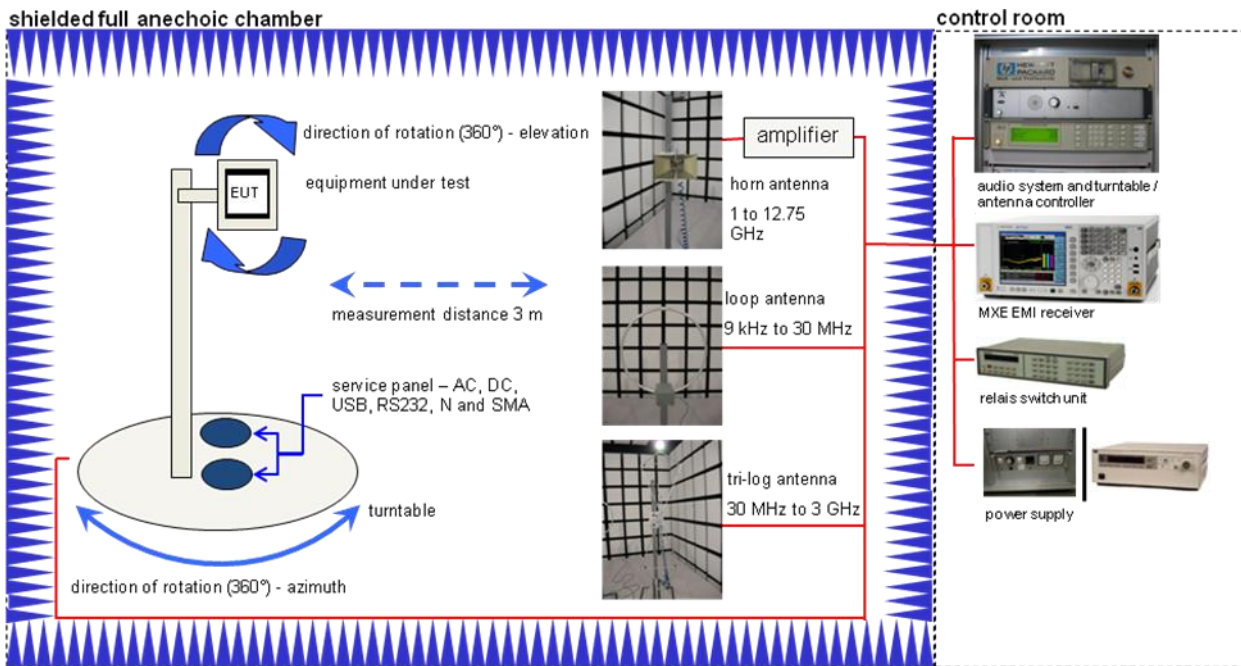 shielded full anechoic chamber
control room
direction of rotation (360°) - elevation
equipment under test
EUT
measurement distance 3 m
service panel – AC, DC,
USB, RS232, N and SMA
turntable
direction of rotation (360°) - azimuth
amplifier
horn antenna
1 to 12.75
GHz
loop antenna
9 kHz to 30 MHz
tri-log antenna
30 MHz to 3 GHz
HEWLETT
PACKARD
audio system and turntable /
antenna controller
MXE EMI receiver
relais switch unit
power supply